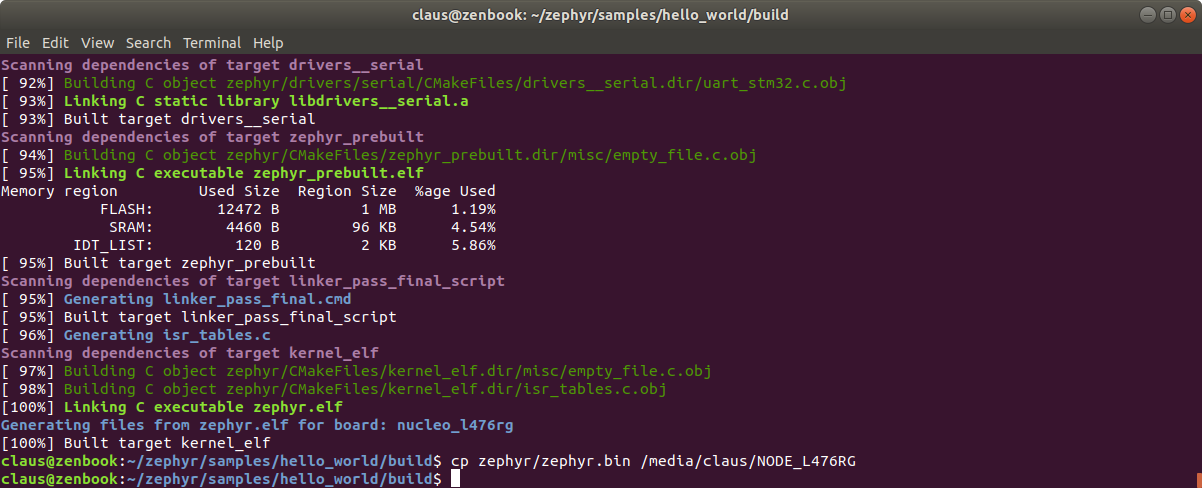 claus@zenbook: ~/zephyr/samples/hello_world/build
File Edit View Search Terminal Help
Scanning dependencies of target drivers__serial
[ 92%] Building C object zephyr/drivers/serial/CMakeFiles/drivers__serial.dir/uart_stm32.c.obj
[ 93%] Linking C static library libdrivers__serial.a
[ 93%] Built target drivers__serial
Scanning dependencies of target zephyr_prebuilt
[ 94%] Building C object zephyr/CMakeFiles/zephyr_prebuilt.dir/misc/empty_file.c.obj
[ 95%] Linking C executable zephyr_prebuilt.elf
Memory region         Used Size  Region Size  %age Used
           FLASH:       12472 B         1 MB      1.19%
            SRAM:        4460 B        96 KB      4.54%
        IDT_LIST:         120 B         2 KB      5.86%
[ 95%] Built target zephyr_prebuilt
Scanning dependencies of target linker_pass_final_script
[ 95%] Generating linker_pass_final.cmd
[ 95%] Built target linker_pass_final_script
[ 96%] Generating isr_tables.c
Scanning dependencies of target kernel_elf
[ 97%] Building C object zephyr/CMakeFiles/kernel_elf.dir/misc/empty_file.c.obj
[ 98%] Building C object zephyr/CMakeFiles/kernel_elf.dir/isr_tables.c.obj
[100%] Linking C executable zephyr.elf
Generating files from zephyr.elf for board: nucleo_l476rg
[100%] Built target kernel_elf
claus@zenbook:~/zephyr/samples/hello_world/build$ cp zephyr/zephyr.bin /media/claus/NODE_L476RG
claus@zenbook:~/zephyr/samples/hello_world/build$